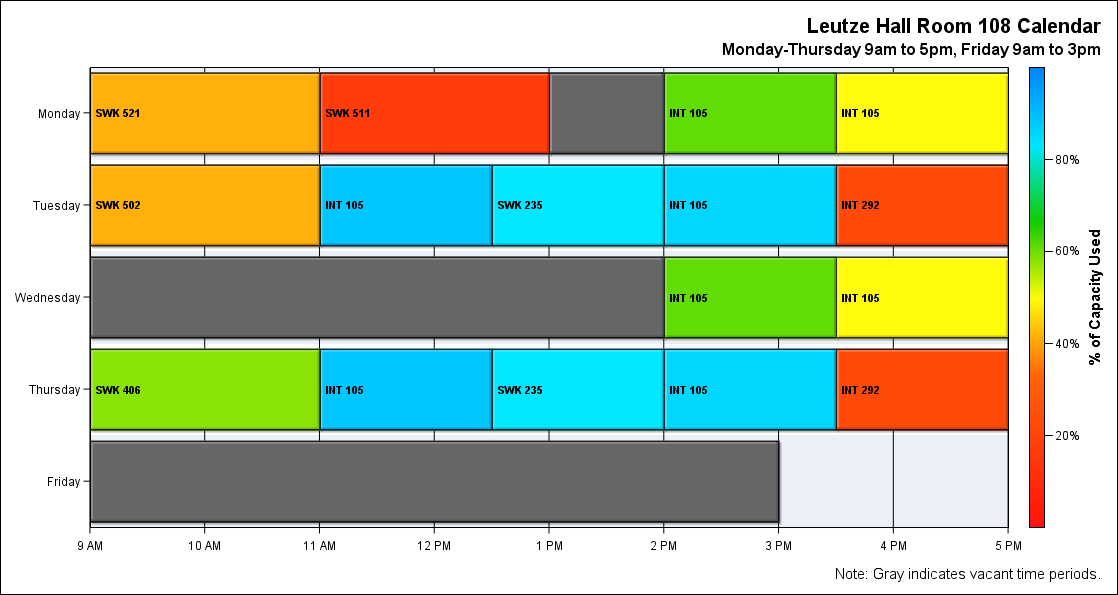 Leutze Hall Room 108 Calendar
Monday-Thursday 9am to 5pm, Friday 9am to 3pm
Monday
SWK 521
SWK 511
INT 105
INT 105
Tuesday
SWK 502
INT 105
SWK 235
INT 105
INT 292
Wednesday
INT 105
INT 105
Thursday
SWK 406
INT 105
SWK 235
INT 105
INT 292
Friday
9 AM
10 AM
11 AM
12 PM
1 PM
2 PM
3 PM
4 PM
5 PM
80%
60%
40%
20%
% of Capacity Used
Note: Gray indicates vacant time periods.